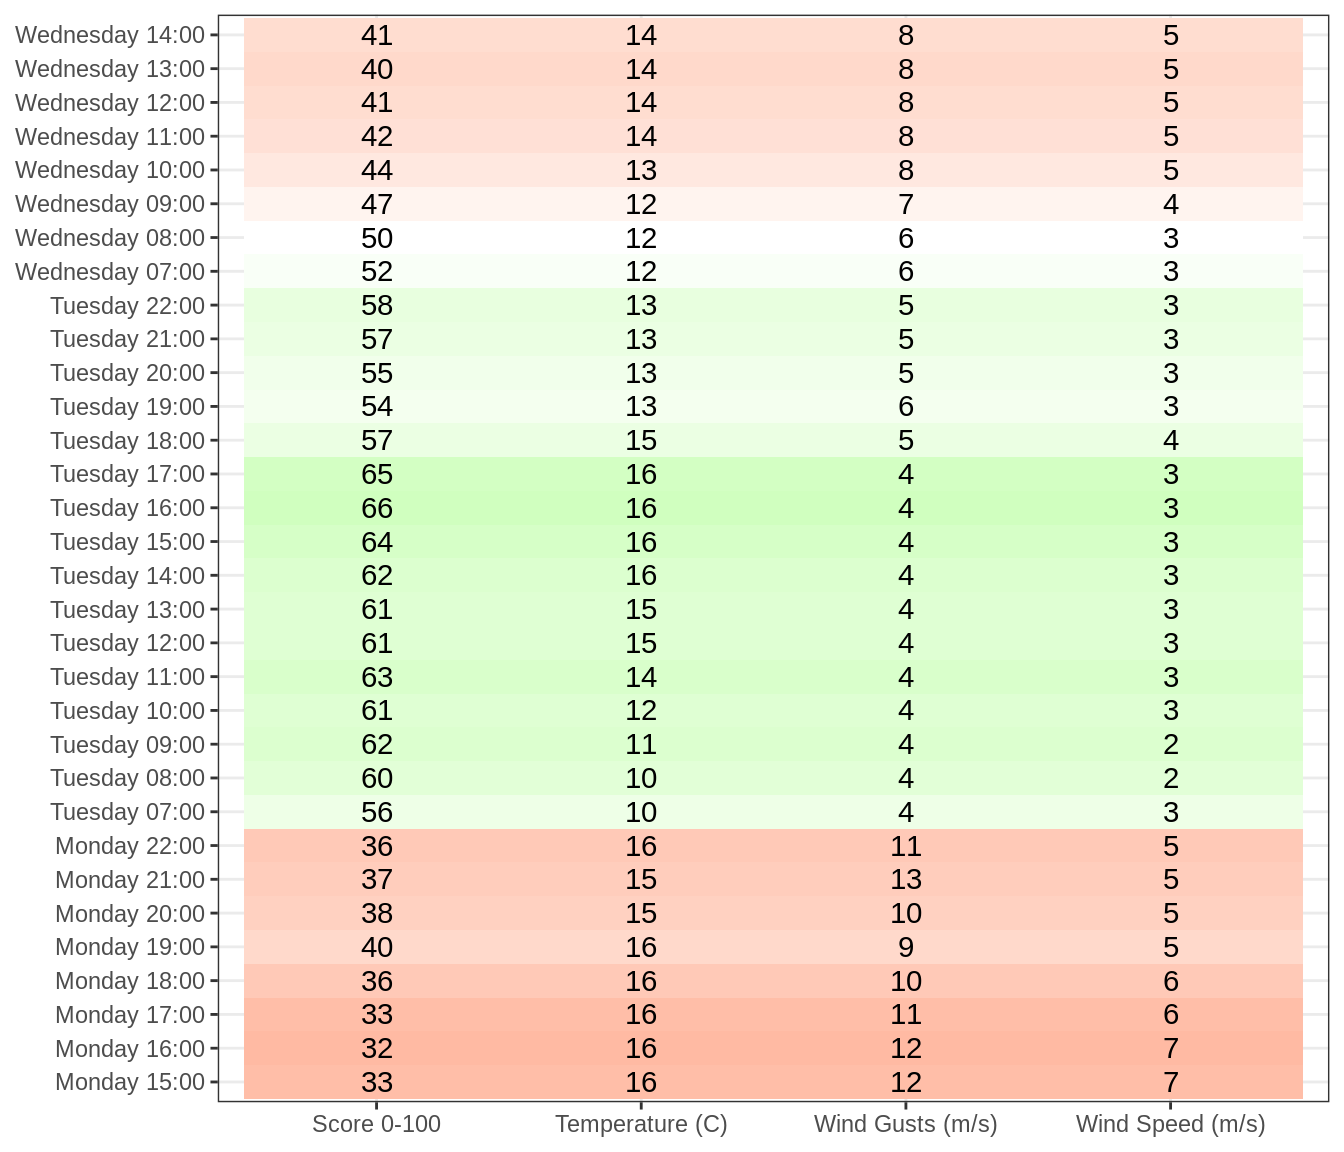 Wednesday 14:00 41 14 8 5
Wednesday 13:00 40 14 8 5
Wednesday 12:00 41 14 8 5
Wednesday 11:00 42 14 8 5
Wednesday 10:00 44 13 8 5
Wednesday 09:00 47 12 7 4
Wednesday 08:00 50 12 6 3
Wednesday 07:00 52 12 6 3
Tuesday 22:00 58 13 5 3
Tuesday 21:00 57 13 5 3
Tuesday 20:00 55 13 5 3
Tuesday 19:00 54 13 6 3
Tuesday 18:00 57 15 5 4
Tuesday 17:00 65 16 4 3
Tuesday 16:00 66 16 4 3
Tuesday 15:00 64 16 4 3
Tuesday 14:00 62 16 4 3
Tuesday 13:00 61 15 4 3
Tuesday 12:00 61 15 4 3
Tuesday 11:00 63 14 4 3
Tuesday 10:00 61 12 4 3
Tuesday 09:00 62 11 4 2
Tuesday 08:00 60 10 4 2
Tuesday 07:00 56 10 4 3
Monday 22:00 36 16 11 5
Monday 21:00 37 15 13 5
Monday 20:00 38 15 10 5
Monday 19:00 40 16 9 5
Monday 18:00 36 16 10 6
Monday 17:00 33 16 11 6
Monday 16:00 32 16 12 7
Monday 15:00 33 16 12 7
Score 0-100 Temperature (C) Wind Gusts (m/s) Wind Speed (m/s)